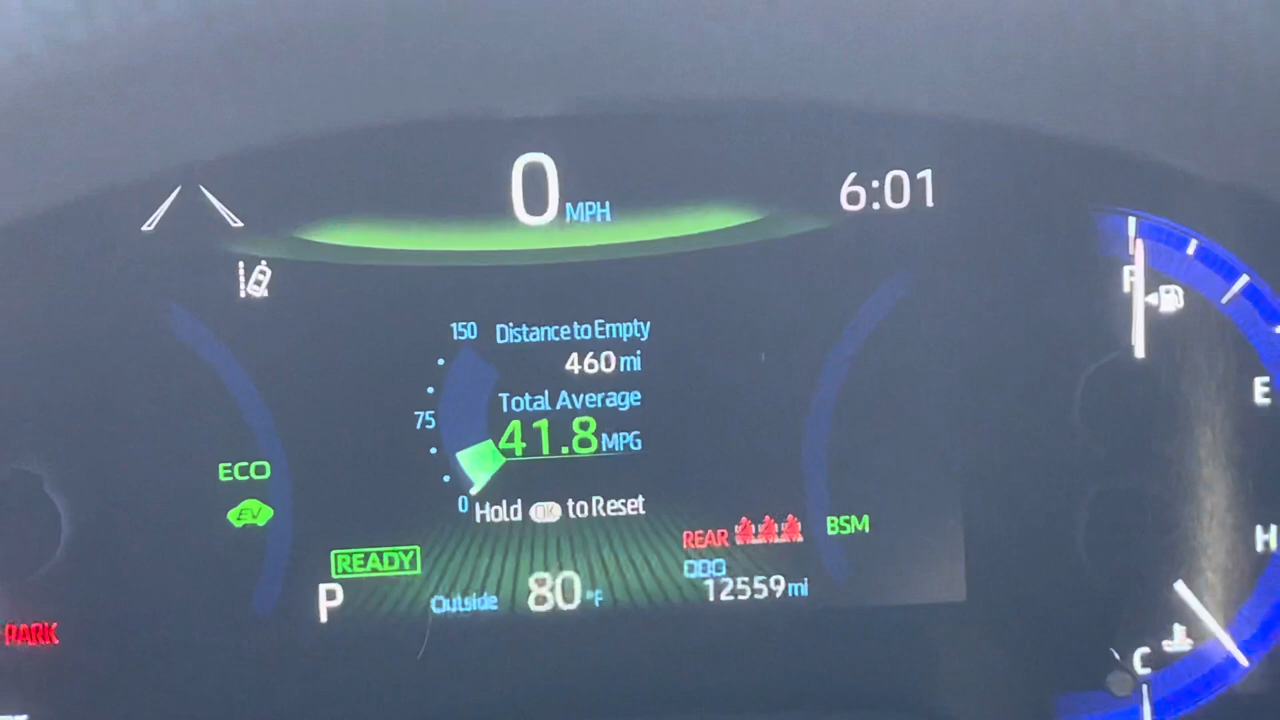 0 MPH
6:01
F
150 Distance to Empty
460 mi
Total Average
75
41.8 MPG
E
ECO
EV
0 Hold OK to Reset
REAR
BSM
H
READY
ODO
P
Outside 80°F
12559 mi
PARK
C